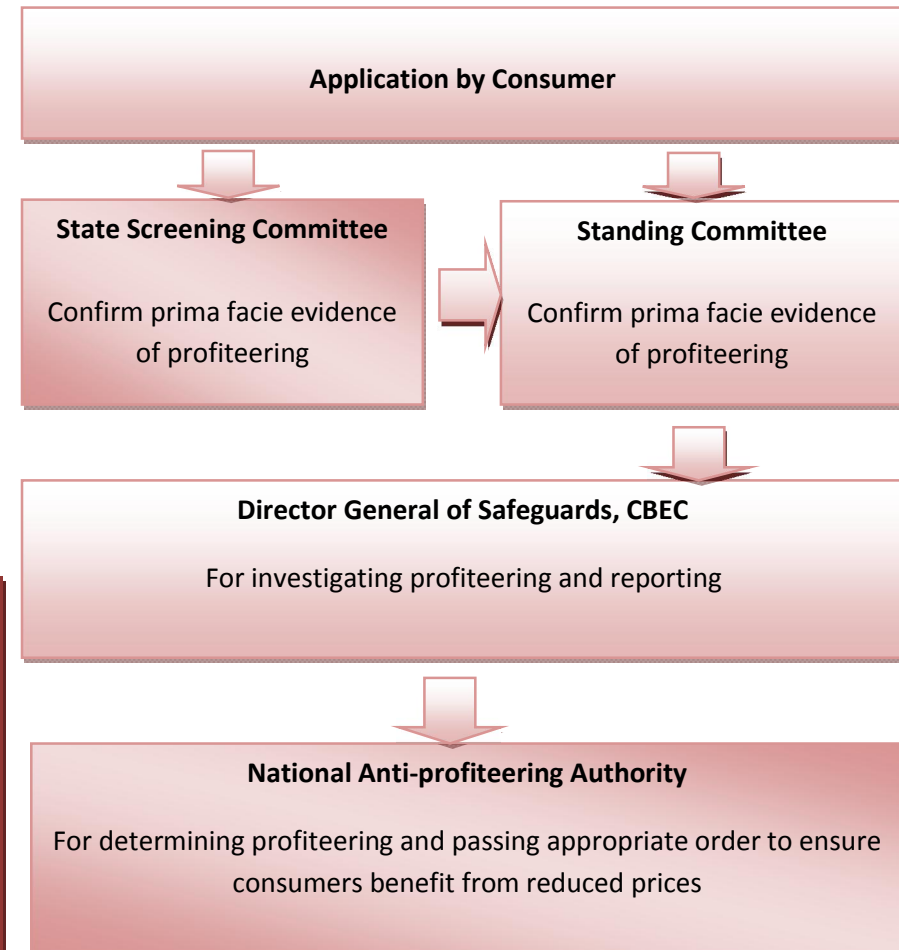 Application by Consumer
State Screening Committee
Confirm prima facie evidence
of profiteering
Standing Committee
Confirm prima facie evidence
of profiteering
Director General of Safeguards, CBEC
For investigating profiteering and reporting
National Anti-profiteering Authority
For determining profiteering and passing appropriate order to ensure
consumers benefit from reduced prices